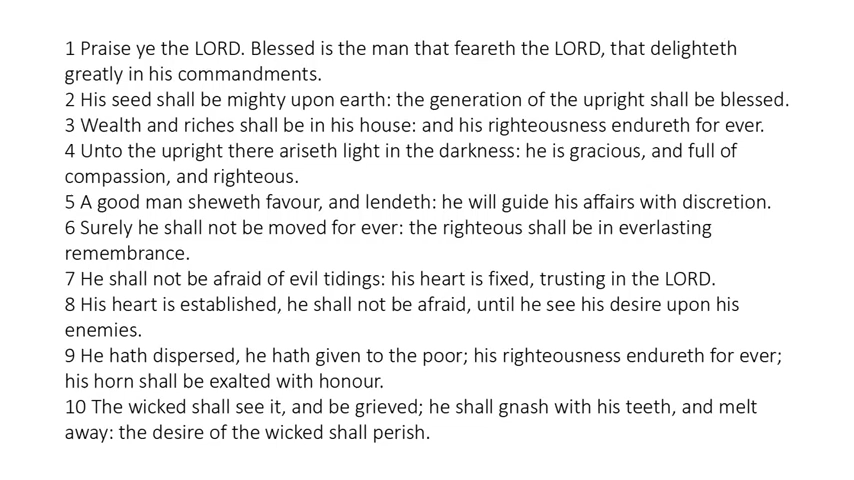 1 Praise ye the LORD. Blessed is the man that feareth the LORD, that delighteth
greatly in his commandments.
2 His seed shall be mighty upon earth: the generation of the upright shall be blessed.
3 Wealth and riches shall be in his house: and his righteousness endureth for ever.
4 Unto the upright there ariseth light in the darkness: he is gracious, and full of
compassion, and righteous.
5 A good man sheweth favour, and lendeth: he will guide his affairs with discretion.
6 Surely he shall not be moved for ever: the righteous shall be in everlasting
remembrance.
7 He shall not be afraid of evil tidings: his heart is fixed, trusting in the LORD.
8 His heart is established, he shall not be afraid, until he see his desire upon his
enemies.
9 He hath dispersed, he hath given to the poor; his righteousness endureth for ever;
his horn shall be exalted with honour.
10 The wicked shall see it, and be grieved; he shall gnash with his teeth, and melt
away: the desire of the wicked shall perish.